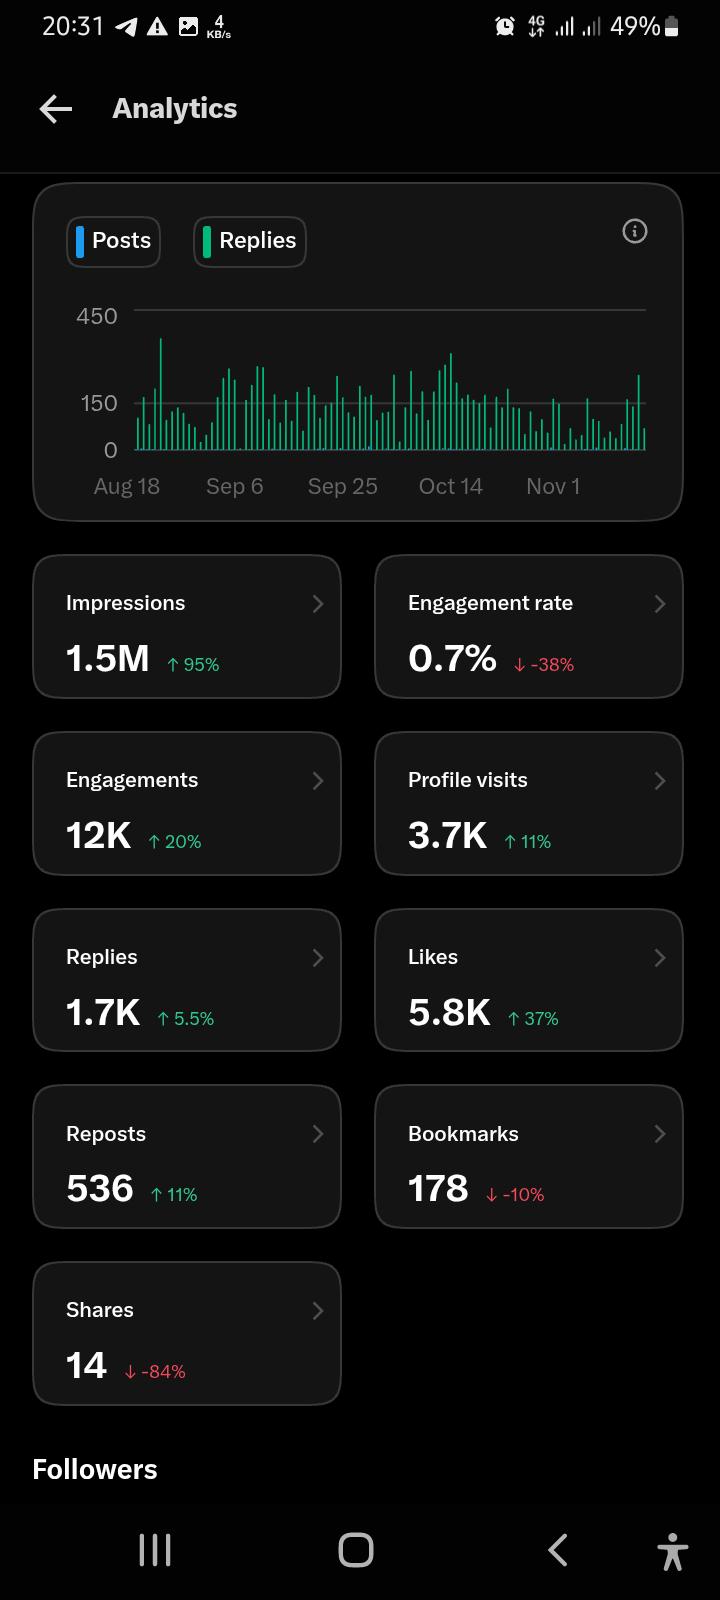 20:31 4 KB/s 4G 49%
Analytics
Posts Replies
450
150
0
Aug 18 Sep 6 Sep 25 Oct 14 Nov 1
Impressions
1.5M ↑ 95%
Engagement rate
0.7% ↓ -38%
Engagements
12K ↑ 20%
Profile visits
3.7K ↑ 11%
Replies
1.7K ↑ 5.5%
Likes
5.8K ↑ 37%
Reposts
536 ↑ 11%
Bookmarks
178 ↓ -10%
Shares
14 ↓ -84%
Followers